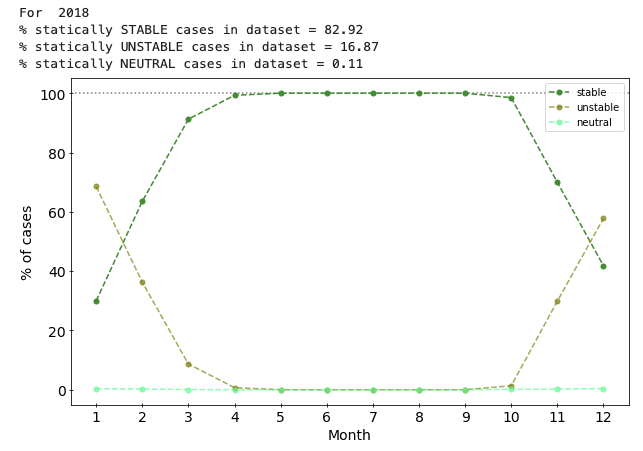 For  2018
% statically STABLE cases in dataset = 82.92
% statically UNSTABLE cases in dataset = 16.87
% statically NEUTRAL cases in dataset = 0.11
100
80
60
40
20
0
% of cases
stable
unstable
neutral
1 2 3 4 5 6 7 8 9 10 11 12
Month